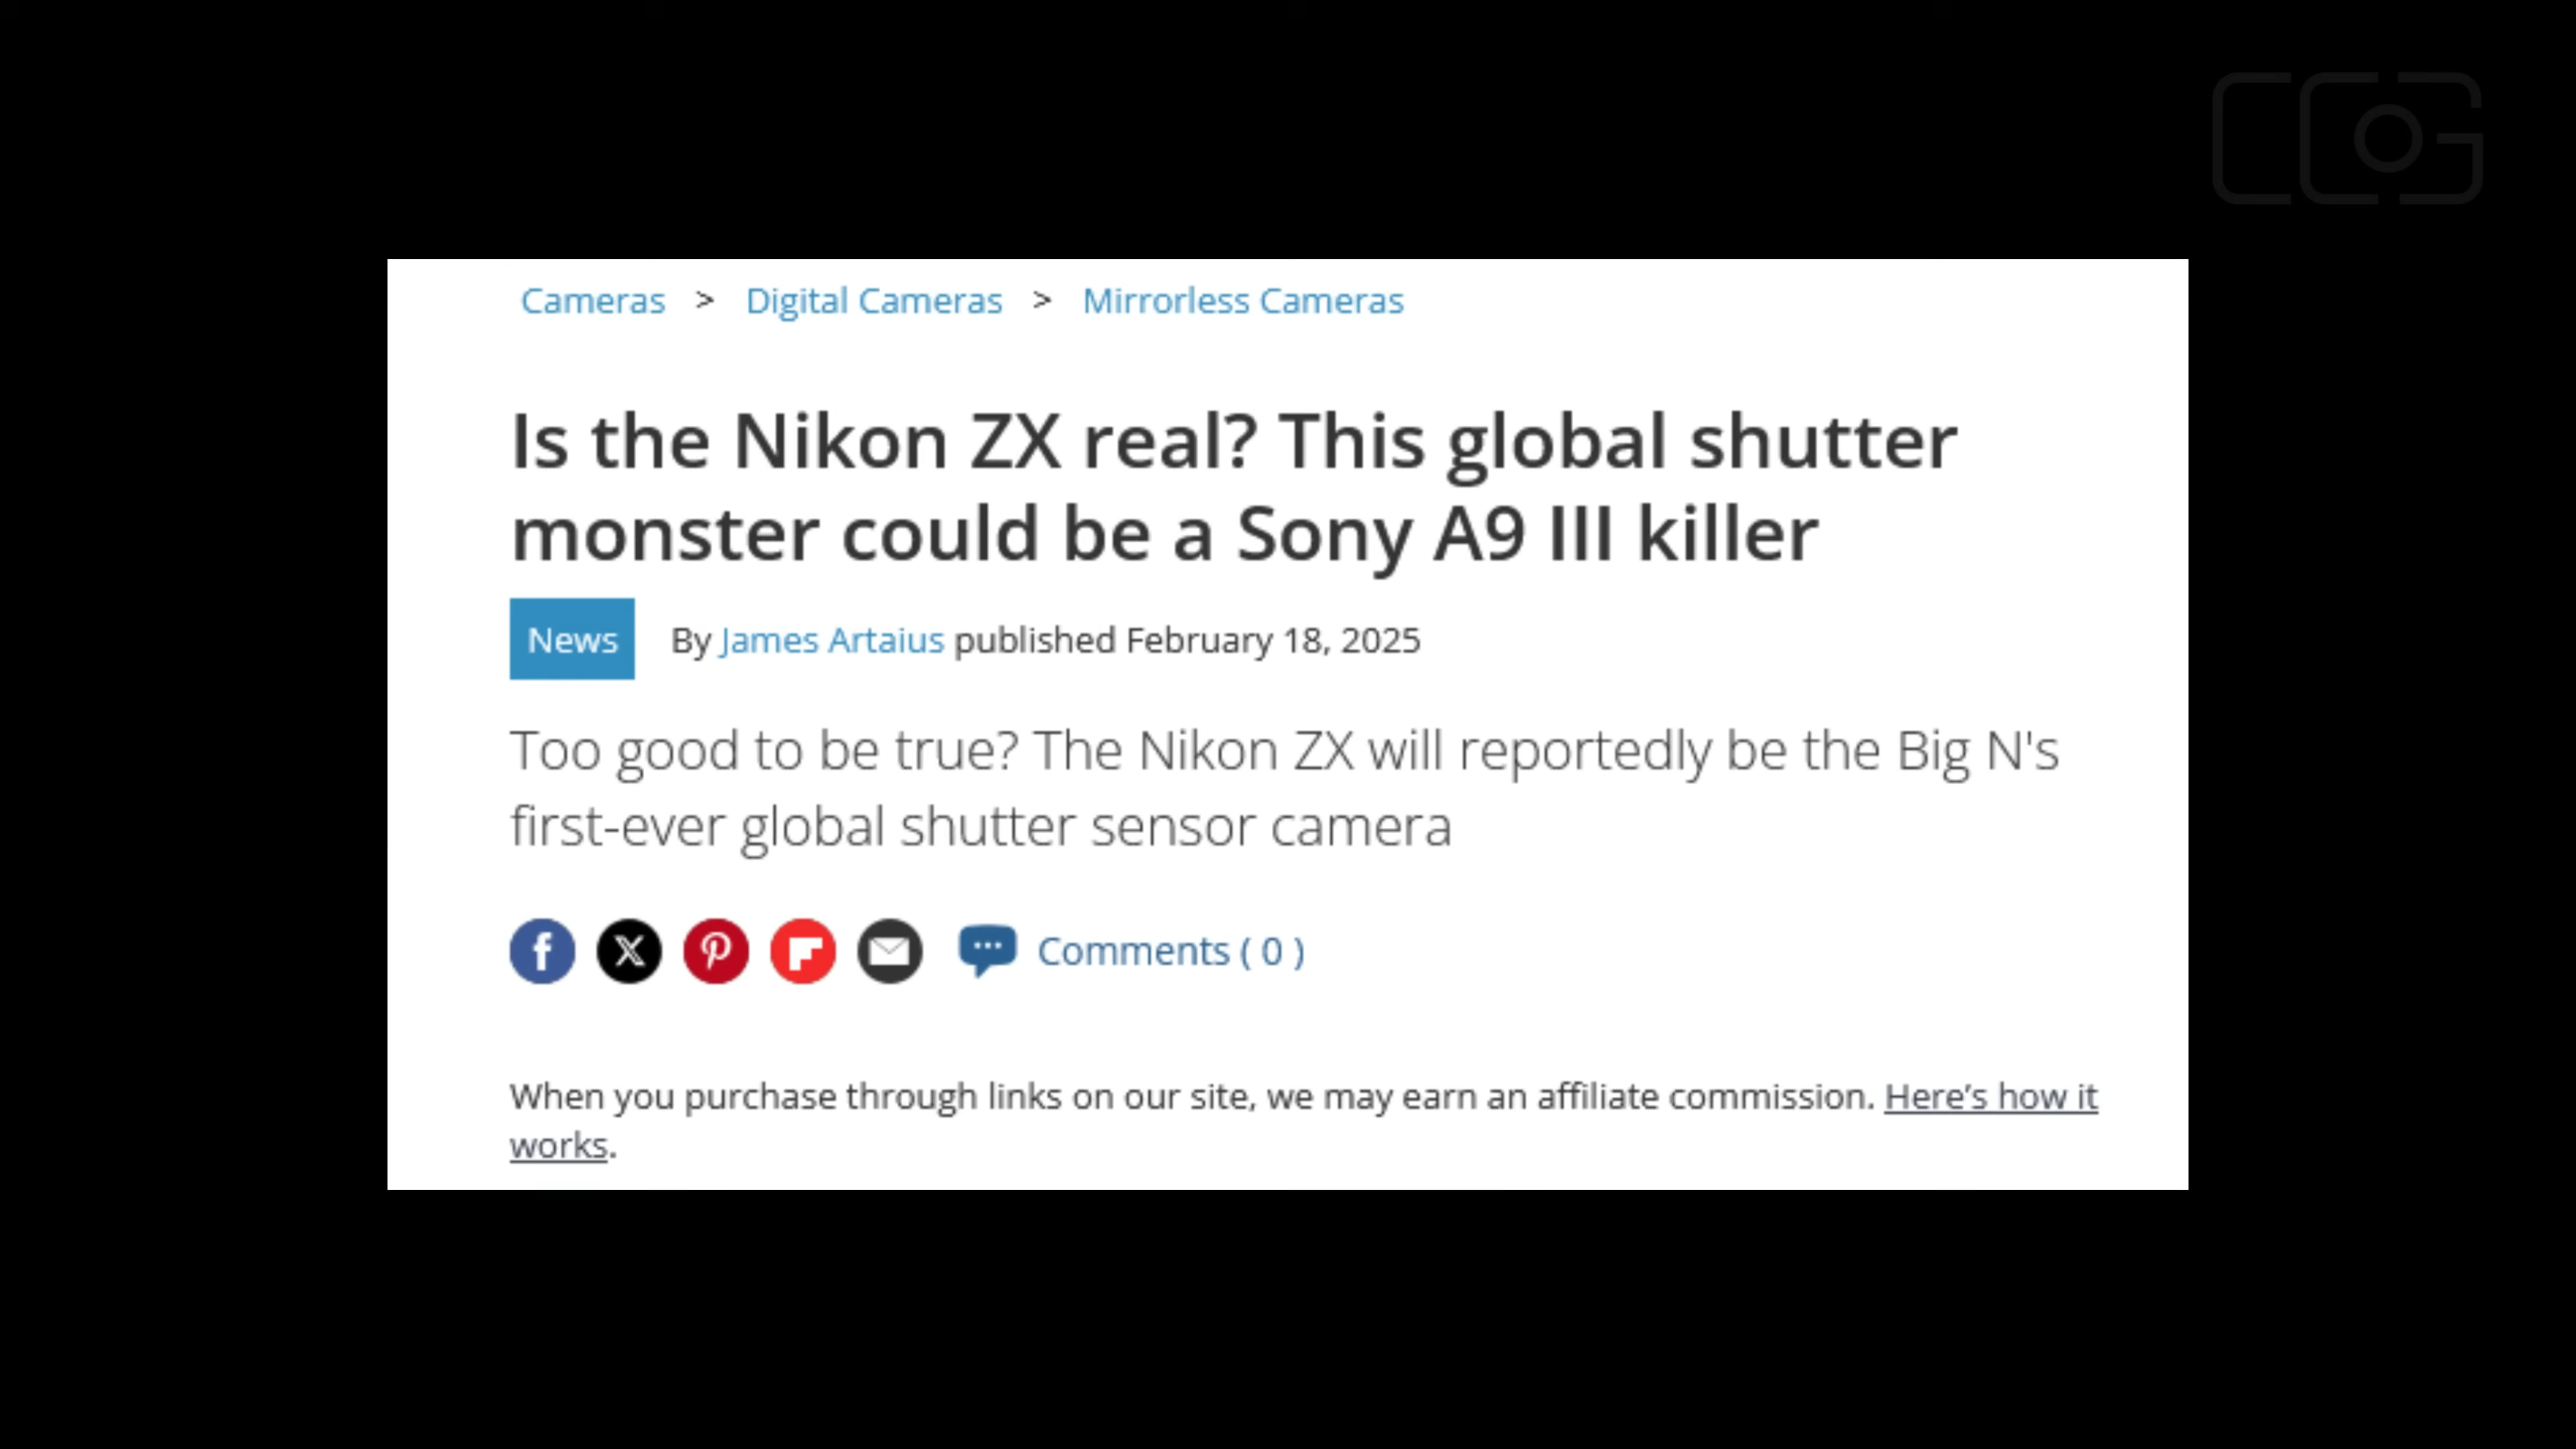 CCG
Cameras > Digital Cameras > Mirrorless Cameras
Is the Nikon ZX real? This global shutter
monster could be a Sony A9 III killer
News By James Artaius published February 18, 2025
Too good to be true? The Nikon ZX will reportedly be the Big N's
first-ever global shutter sensor camera
Comments ( 0 )
When you purchase through links on our site, we may earn an affiliate commission. Here’s how it
works.